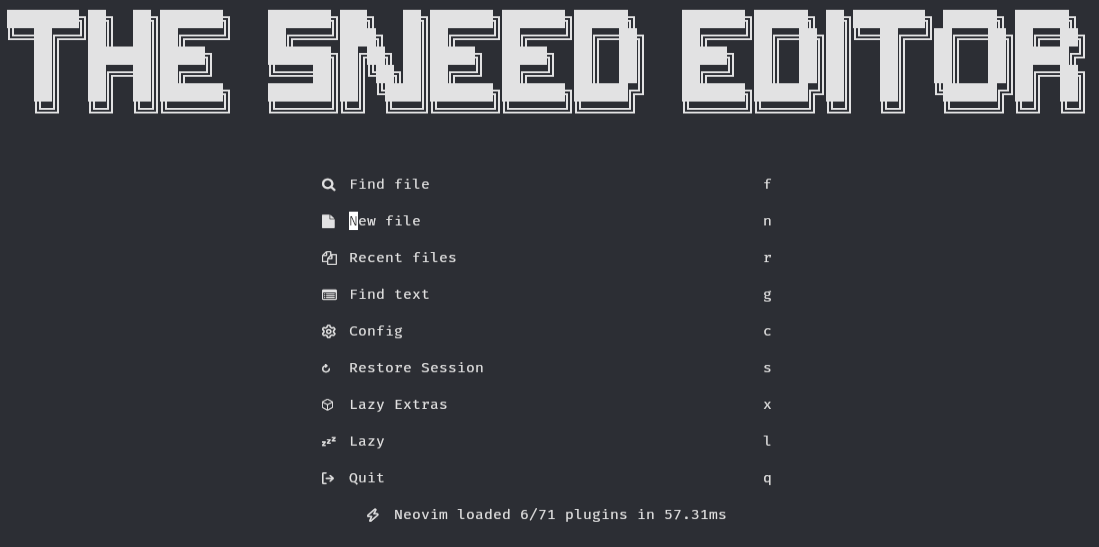 THE SNEED EDITOR
Find file f
New file n
Recent files r
Find text g
Config c
Restore Session s
Lazy Extras x
zzz Lazy l
Quit q
Neovim loaded 6/71 plugins in 57.31ms